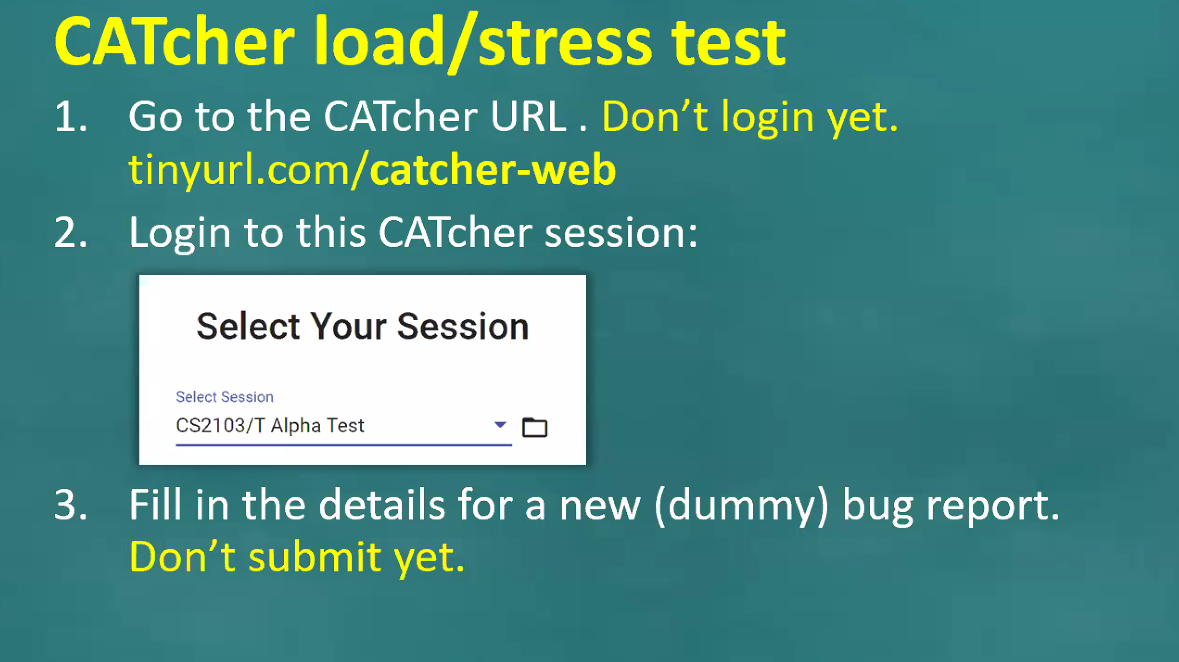 CATcher load/stress test
1. Go to the CATcher URL . Don't login yet.
tinyurl.com/catcher-web
2. Login to this CATcher session:
Select Your Session
Select Session
CS2103/T Alpha Test
3. Fill in the details for a new (dummy) bug report.
Don't submit yet.